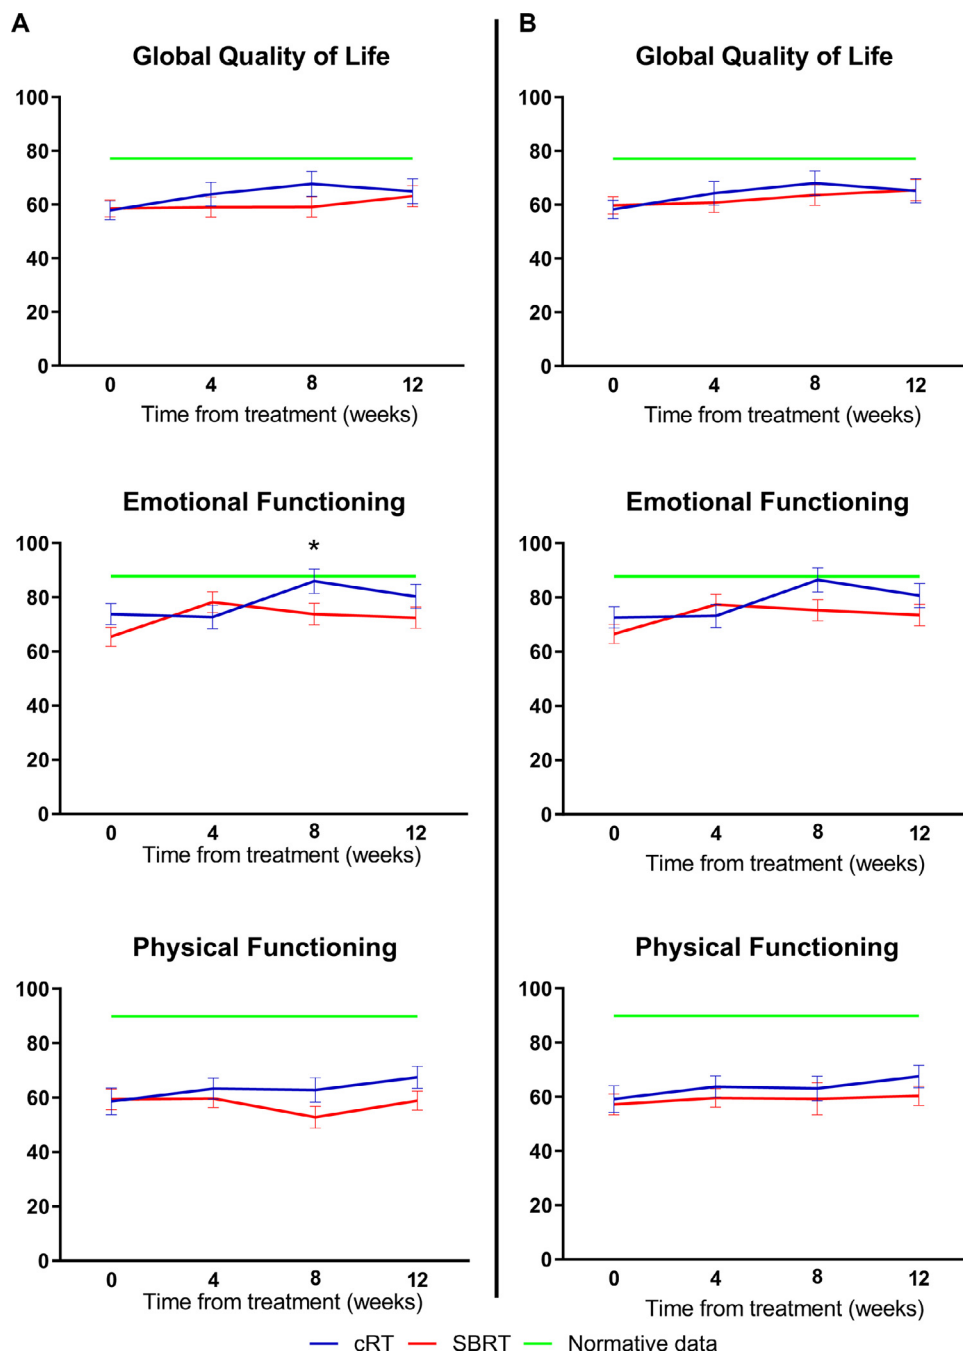 A
Global Quality of Life
100
80
60
40
20
0
0 4 8 12
Time from treatment (weeks)
Emotional Functioning
*
100
80
60
40
20
0
0 4 8 12
Time from treatment (weeks)
Physical Functioning
100
80
60
40
20
0
0 4 8 12
Time from treatment (weeks)
B
Global Quality of Life
100
80
60
40
20
0
0 4 8 12
Time from treatment (weeks)
Emotional Functioning
100
80
60
40
20
0
0 4 8 12
Time from treatment (weeks)
Physical Functioning
100
80
60
40
20
0
0 4 8 12
Time from treatment (weeks)
cRT SBRT Normative data